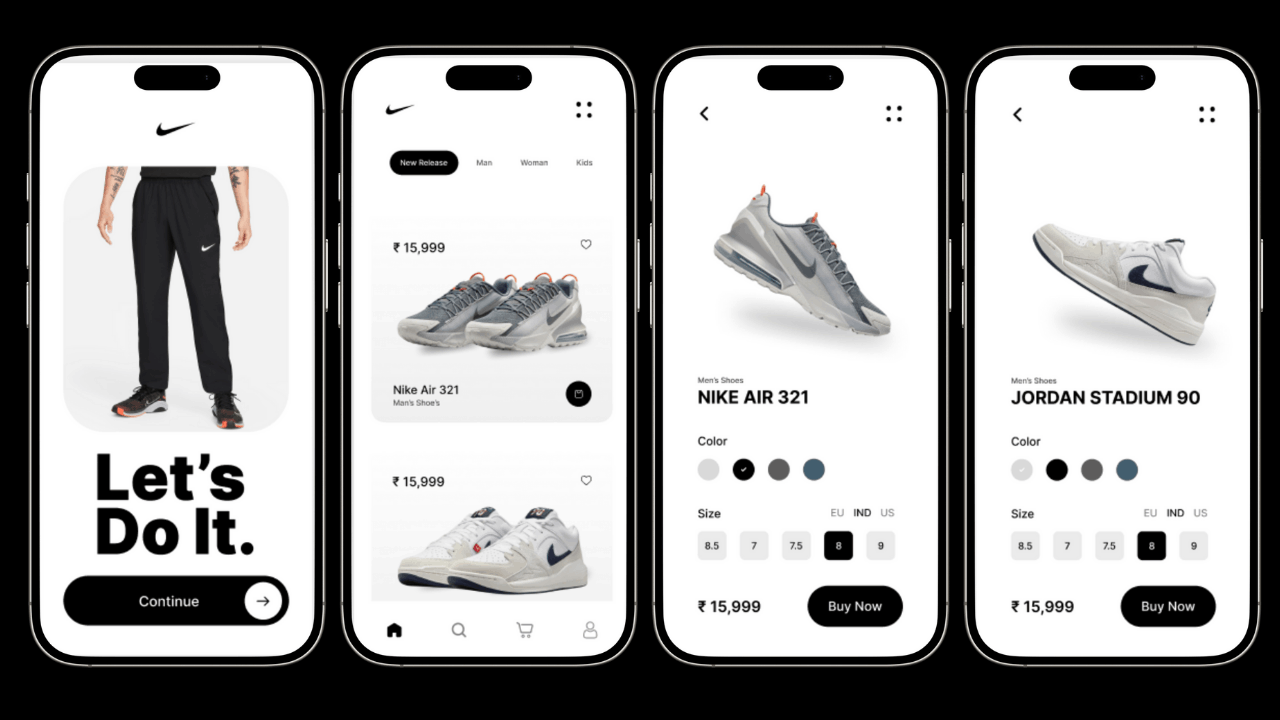 Let's
Do It.
Continue
New Release Man Woman Kids
₹ 15,999
Nike Air 321
Man's Shoe's
₹ 15,999
Men's Shoes
NIKE AIR 321
Color
Size EU IND US
8.5 7 7.5 8 9
₹ 15,999 Buy Now
Men's Shoes
JORDAN STADIUM 90
Color
Size EU IND US
8.5 7 7.5 8 9
₹ 15,999 Buy Now